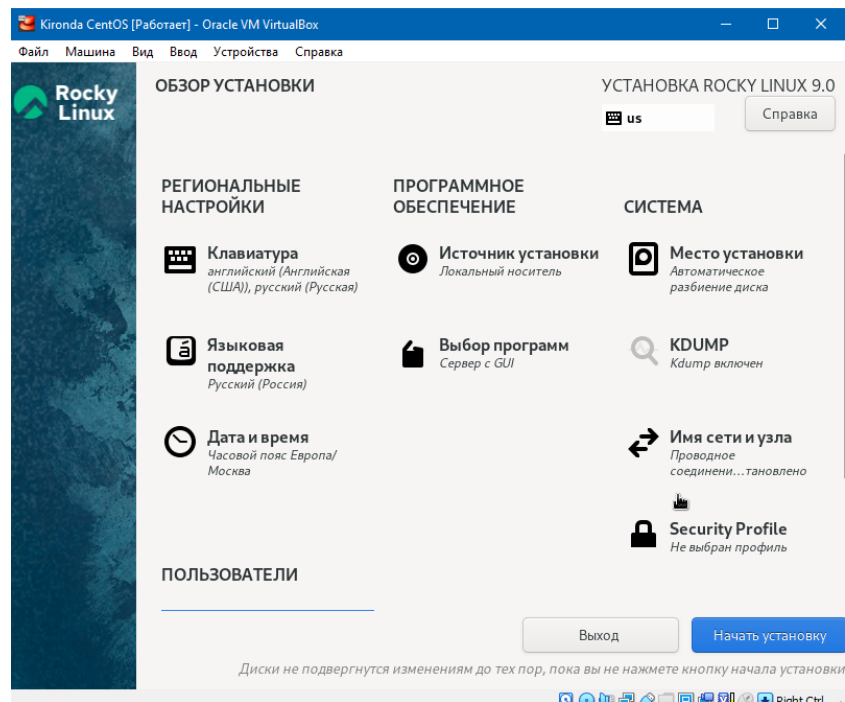 Kironda CentOS [Работает] - Oracle VM VirtualBox
Файл Машина Вид Ввод Устройства Справка
Rocky
Linux
ОБЗОР УСТАНОВКИ
УСТАНОВКА ROCKY LINUX 9.0
us
Справка
РЕГИОНАЛЬНЫЕ
НАСТРОЙКИ
Клавиатура
английский (Английская
(США)), русский (Русская)
Языковая
поддержка
Русский (Россия)
Дата и время
Часовой пояс Европа/
Москва
ПРОГРАММНОЕ
ОБЕСПЕЧЕНИЕ
Источник установки
Локальный носитель
Выбор программ
Сервер с GUI
СИСТЕМА
Место установки
Автоматическое
разбиение диска
KDUMP
Kdump включен
Имя сети и узла
Проводное
соединени...тановлено
Security Profile
Не выбран профиль
ПОЛЬЗОВАТЕЛИ
Выход
Начать установку
Диски не подвергнутся изменениям до тех пор, пока вы не нажмете кнопку начала установки
Right Ctrl